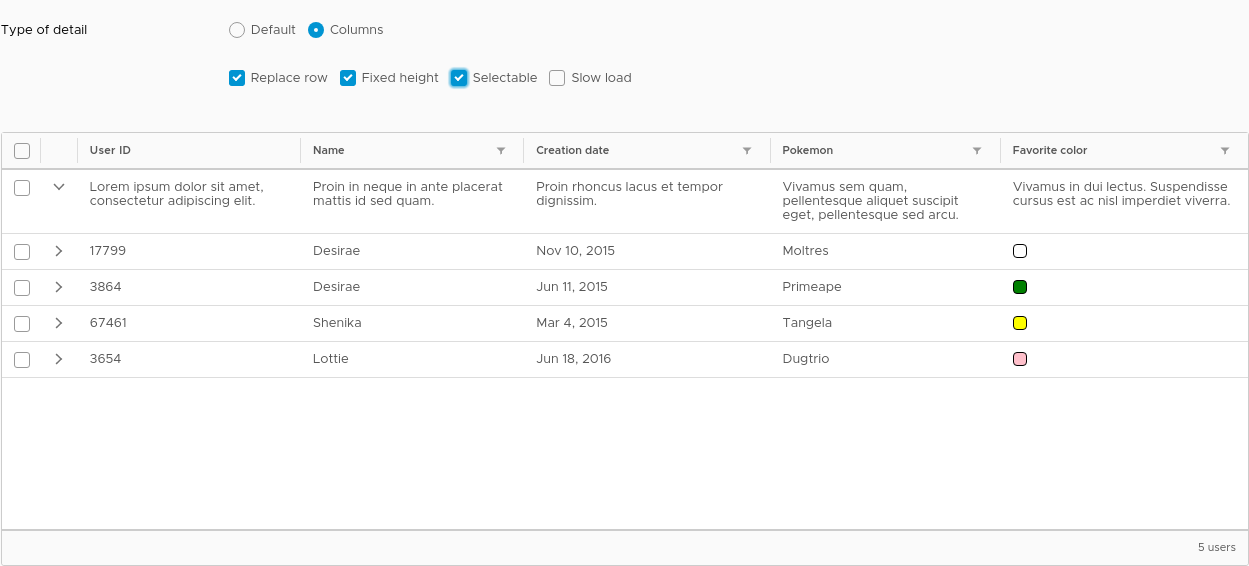 Type of detail
Default
Columns
Replace row
Fixed height
Selectable
Slow load
User ID
Name
Creation date
Pokemon
Favorite color
Lorem ipsum dolor sit amet,
consectetur adipiscing elit.
Proin in neque in ante placerat
mattis id sed quam.
Proin rhoncus lacus et tempor
dignissim.
Vivamus sem quam,
pellentesque aliquet suscipit
eget, pellentesque sed arcu.
Vivamus in dui lectus. Suspendisse
cursus est ac nisl imperdiet viverra.
17799
Desirae
Nov 10, 2015
Moltres
3864
Desirae
Jun 11, 2015
Primeape
67461
Shenika
Mar 4, 2015
Tangela
3654
Lottie
Jun 18, 2016
Dugtrio
5 users